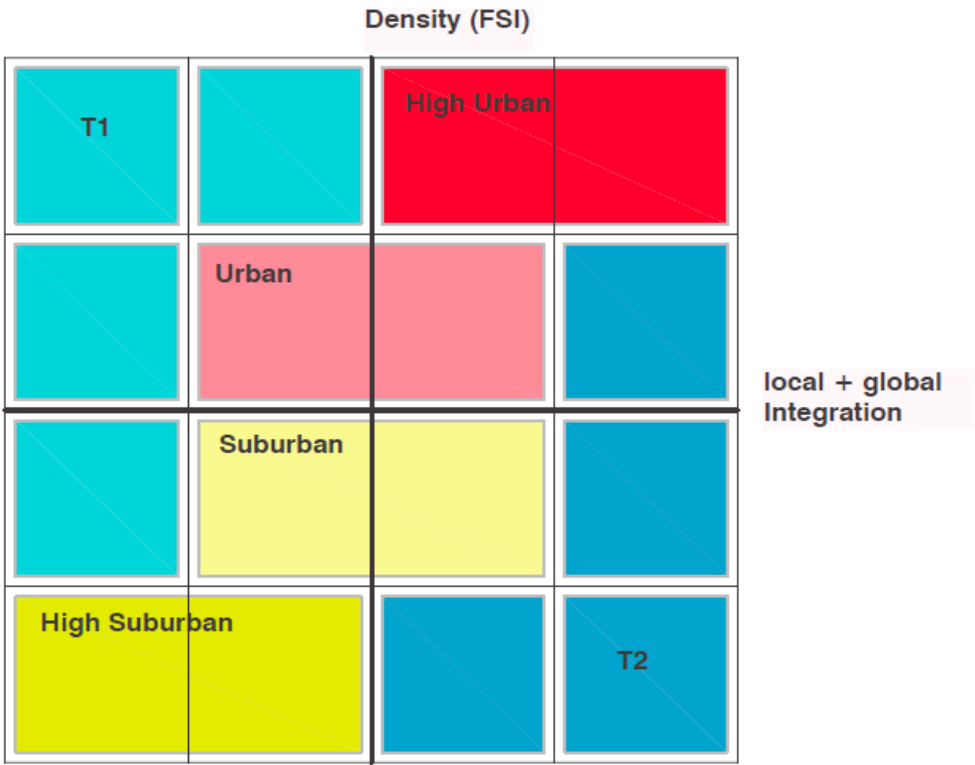 Density (FSI)
T1
High Urban
Urban
local + global
Integration
Suburban
High Suburban
T2